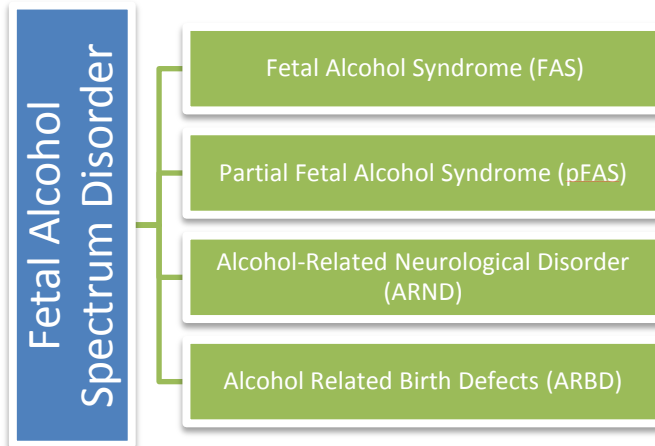 Fetal Alcohol
Spectrum Disorder
Fetal Alcohol Syndrome (FAS)
Partial Fetal Alcohol Syndrome (pFAS)
Alcohol-Related Neurological Disorder
(ARND)
Alcohol Related Birth Defects (ARBD)